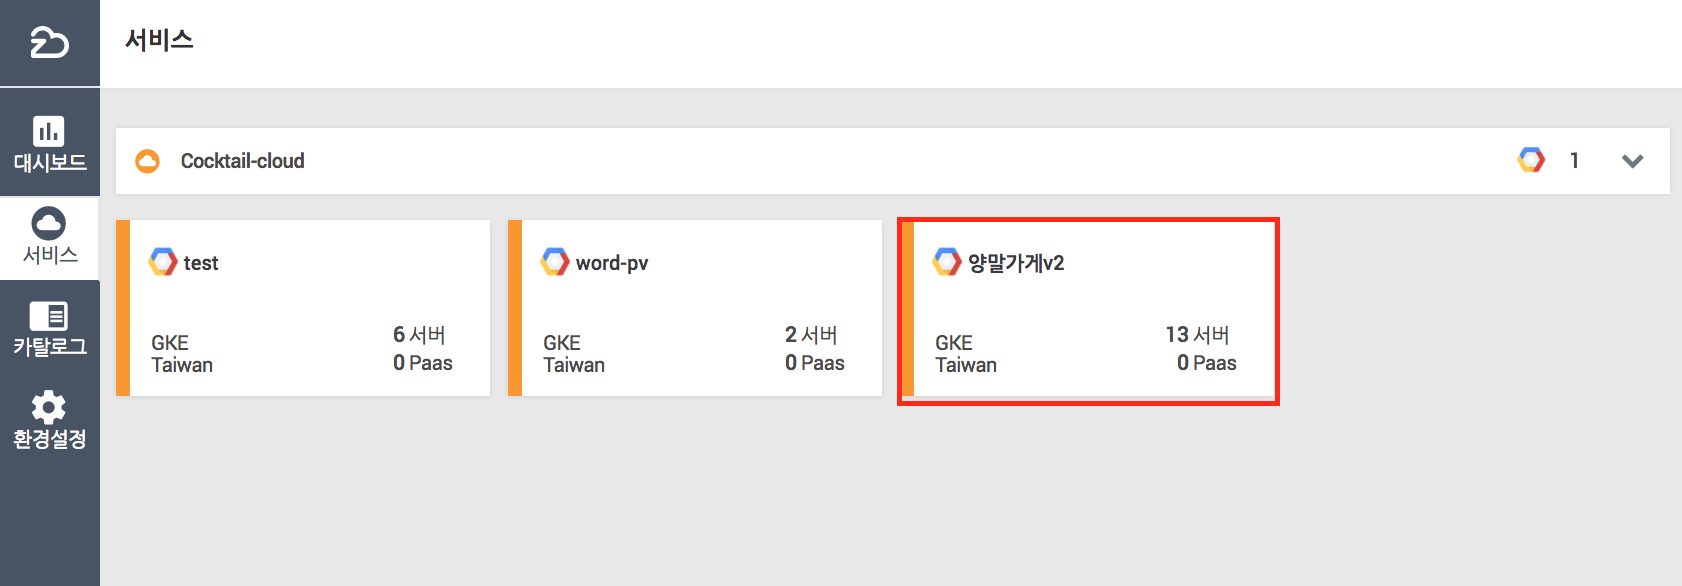 서비스
대시보드
서비스
카탈로그
환경설정
Cocktail-cloud
1
test
GKE
Taiwan
6 서버
0 Paas
word-pv
GKE
Taiwan
2 서버
0 Paas
양말가게v2
GKE
Taiwan
13 서버
0 Paas